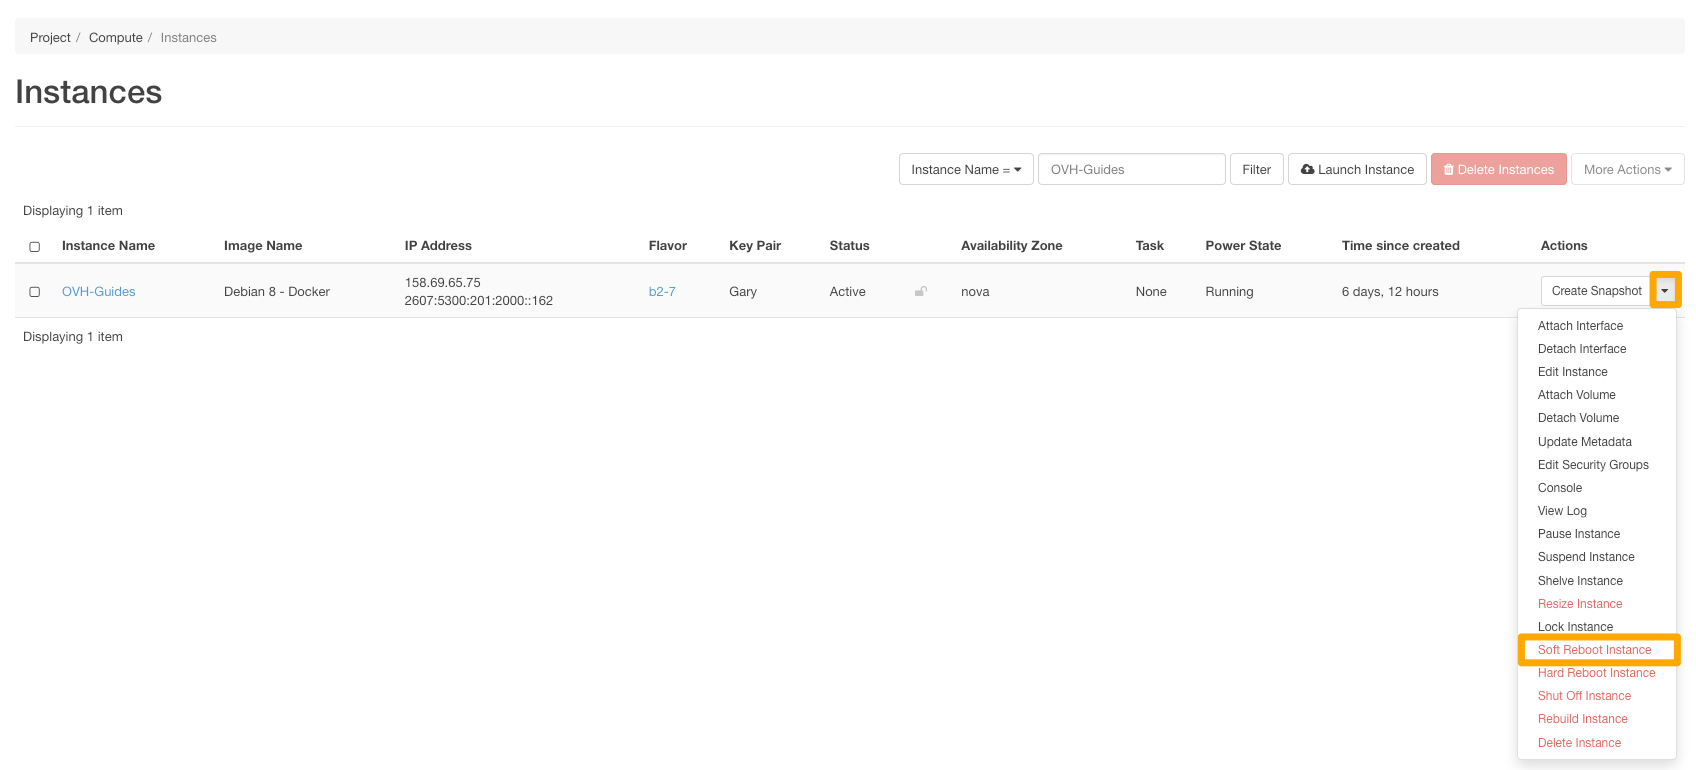 Project / Compute / Instances
Instances
Instance Name = OVH-Guides Filter Launch Instance Delete Instances More Actions
Displaying 1 item
Instance Name Image Name IP Address Flavor Key Pair Status Availability Zone Task Power State Time since created Actions
OVH-Guides Debian 8 - Docker 158.69.65.75 b2-7 Gary Active nova None Running 6 days, 12 hours Create Snapshot
2607:5300:201:2000::162
Displaying 1 item
Attach Interface
Detach Interface
Edit Instance
Attach Volume
Detach Volume
Update Metadata
Edit Security Groups
Console
View Log
Pause Instance
Suspend Instance
Shelve Instance
Resize Instance
Lock Instance
Soft Reboot Instance
Hard Reboot Instance
Shut Off Instance
Rebuild Instance
Delete Instance